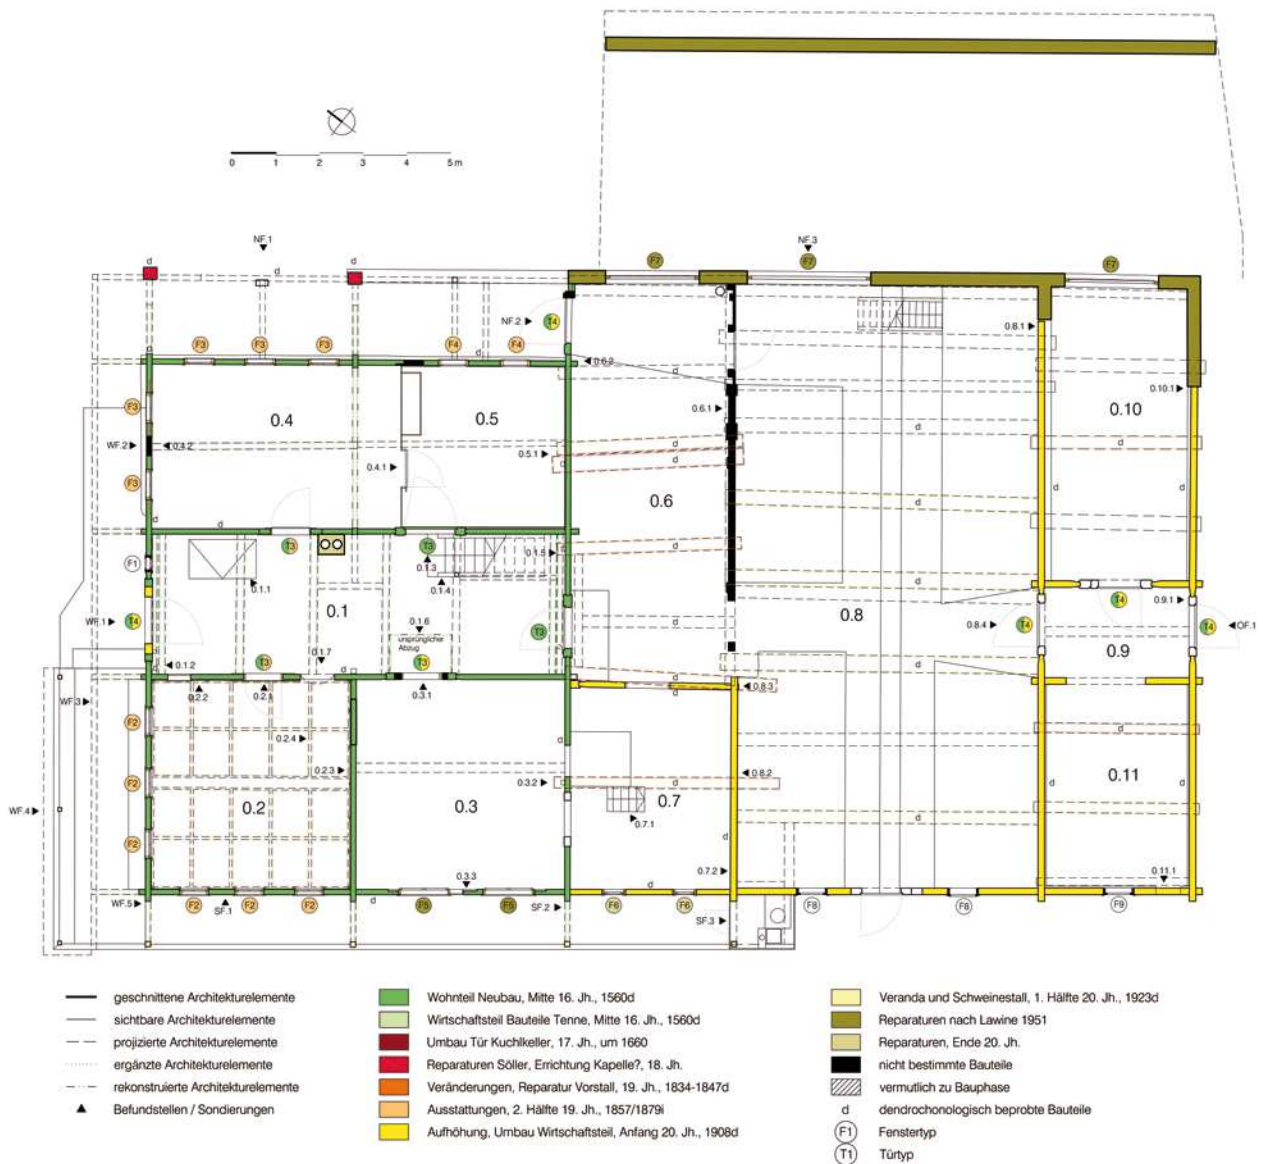 0 1 2 3 4 5 m
NF.1
NF.3
d
d
F7
F7
F7
NF.2
T4
F3
F3
F3
F4
F4
d
0.6.2
0.8.1
0.10.1
F3
WF.2
0.4.2
F3
0.4
0.5
0.4.1
0.5.1
0.6.1
0.6
0.10
d
T3
T3
0.1.3
0.1.4
0.1.5
F1
0.1.1
WF.1
T4
0.1
0.1.6
ursprünglicher
Abzug
T3
0.8
0.8.4
T4
T4
0.9.1
T4
OF.1
0.9
0.1.2
T3
0.1.7
T3
0.2.2
0.2.1
0.3.1
0.8.3
WF.3
F2
0.2.4
0.2.3
F2
0.2
0.3
0.3.2
0.7
0.7.1
0.8.2
0.11
WF.4
F2
0.7.2
0.11.1
WF.5
F2
SF.1
F2
F2
0.3.3
F5
F5
SF.2
F6
F6
SF.3
F8
F8
F9
geschnittene Architekturelemente
sichtbare Architekturelemente
projizierte Architekturelemente
ergänzte Architekturelemente
rekonstruierte Architekturelemente
Befundstellen / Sondierungen
Wohnteil Neubau, Mitte 16. Jh., 1560d
Wirtschaftsteil Bauteile Tenne, Mitte 16. Jh., 1560d
Umbau Tür Kuchlkeller, 17. Jh., um 1660
Reparaturen Söller, Errichtung Kapelle?, 18. Jh.
Veränderungen, Reparatur Vorstall, 19. Jh., 1834-1847d
Ausstattungen, 2. Hälfte 19. Jh., 1857/1879i
Aufhöhung, Umbau Wirtschaftsteil, Anfang 20. Jh., 1908d
Veranda und Schweinestall, 1. Hälfte 20. Jh., 1923d
Reparaturen nach Lawine 1951
Reparaturen, Ende 20. Jh.
nicht bestimmte Bauteile
vermutlich zu Bauphase
d dendrochonologisch beprobte Bauteile
F1 Fenstertyp
T1 Türtyp